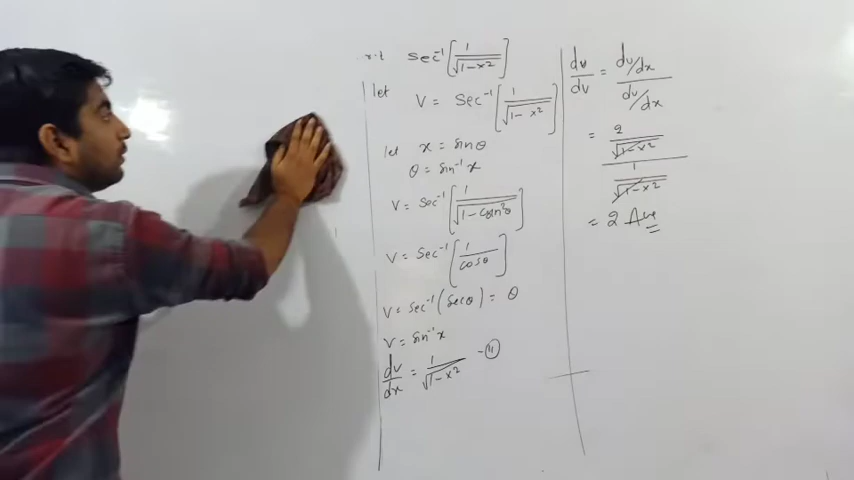 r.t sec⁻¹[1/√1-x²]
let
V = Sec⁻¹[1/√1-x²]
let x = sinθ
θ = sin⁻¹x
V = Sec⁻¹[1/√1-sin²θ]
V = Sec⁻¹[1/cosθ]
V = Sec⁻¹(Secθ) = θ
V = sin⁻¹x
dv/dx = 1/√1-x² -(11)
du/dv = du/dx / dv/dx
= 2/√1-x² / 1/√1-x²
= 2 Ans